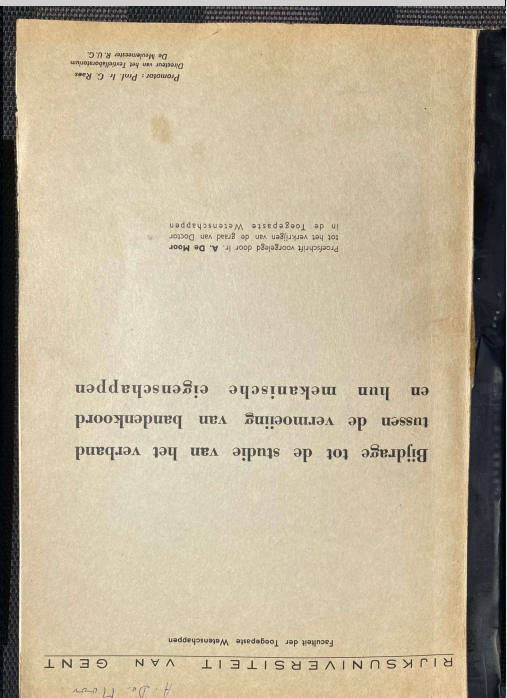 A. De Moor
RIJKSUNIVERSITEIT VAN GENT
Faculteit der Toegepaste Wetenschappen
Bijdrage tot de studie van het verband
tussen de vermoeiing van bandenkoord
en hun mekanische eigenschappen
Proefschrift voorgelegd door Ir. A. De Moor
tot het verkrijgen van de graad van Doctor
in de Toegepaste Wetenschappen
Promotor : Prof. Ir. G. Raes
Directeur van het Textiellaboratorium
De Meulemeester R.U.G.